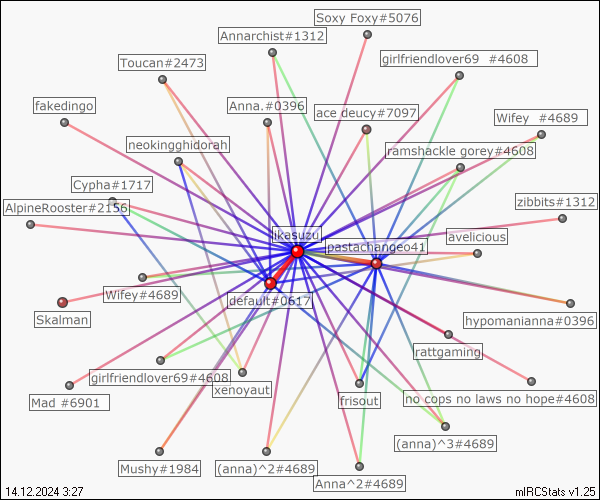 Soxy Foxy#5076
Annarchist#1312
girlfriendlover69 #4608
Toucan#2473
fakedingo
Anna.#0396
ace deucy#7097
Wifey #4689
neokingghidorah
ramshackle gorey#4608
Cypha#1717
AlpineRooster#2156
zibbits#1312
ikasuzu
avelicious
pastachange041
Wifey#4689
default#0617
Skalman
hypomanianna#0396
rattgaming
girlfriendlover69#4608
xenoyaut
Mad #6901
frisout
no cops no laws no hope#4608
(anna)^3#4689
Mushy#1984
(anna)^2#4689
Anna^2#4689
14.12.2024 3:27
mIRCStats v1.25